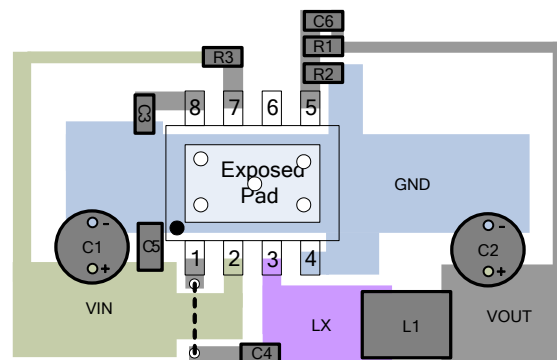 C6
R1
R3
R2
C3
8 7 6 5
Exposed
Pad
GND
C1
-
+
C5
C2
-
+
1 2 3 4
VIN
LX
L1
VOUT
C4